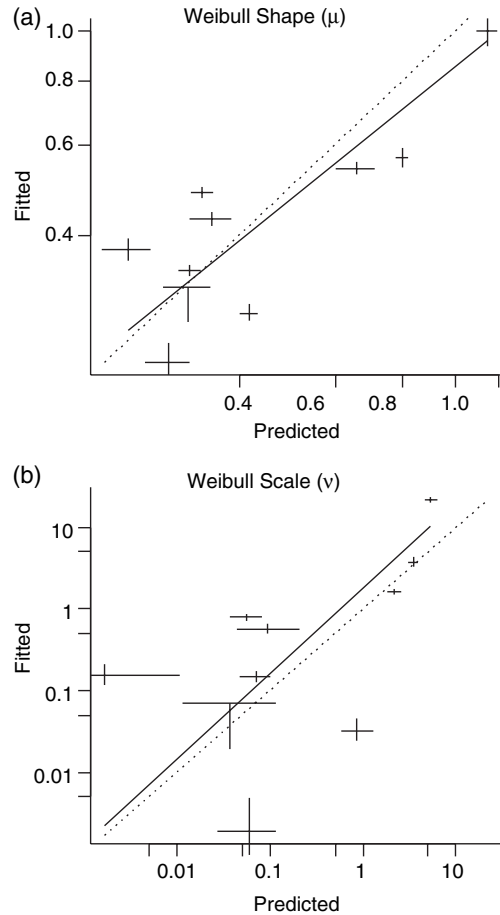 (a)
Weibull Shape (μ)
1.0
0.8
0.6
0.4
Fitted
0.4 0.6 0.8 1.0
Predicted
(b)
Weibull Scale (ν)
10
1
0.1
0.01
Fitted
0.01 0.1 1 10
Predicted